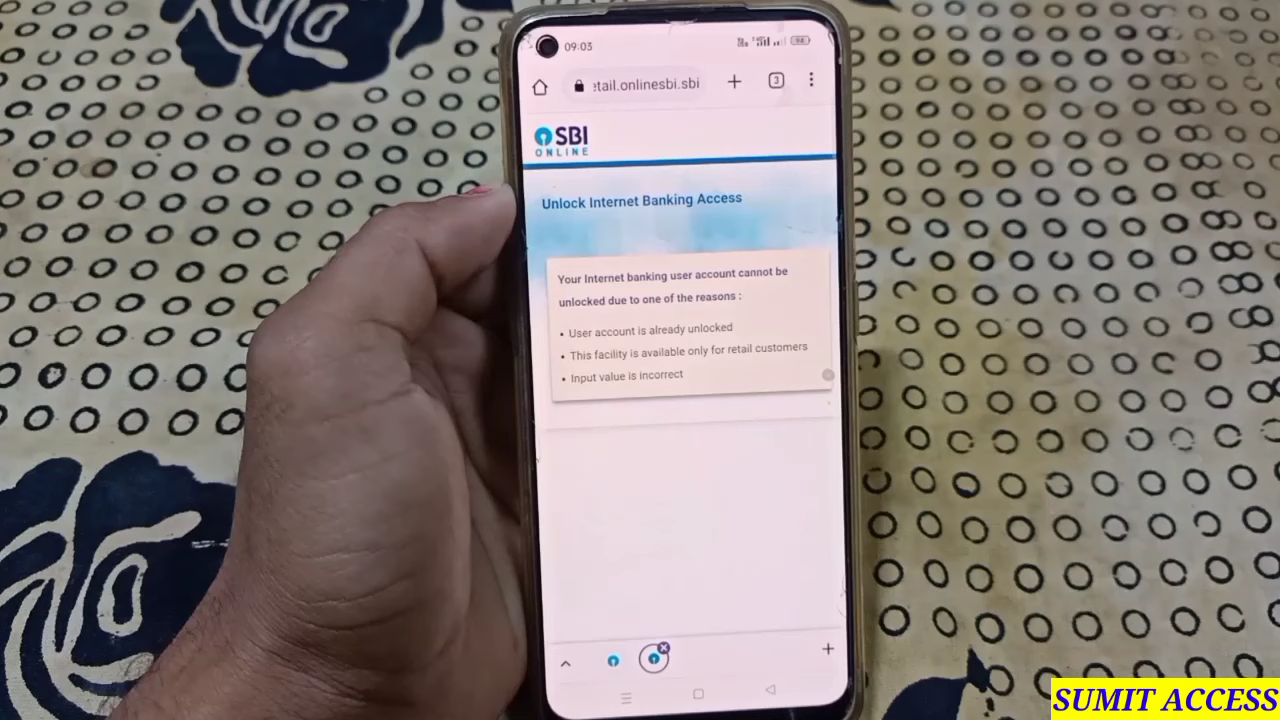 09:03
94
3
etail.onlinesbi.sbi
SBI
ONLINE
Unlock Internet Banking Access
Your Internet banking user account cannot be
unlocked due to one of the reasons :
• User account is already unlocked
• This facility is available only for retail customers
• Input value is incorrect
SUMIT ACCESS